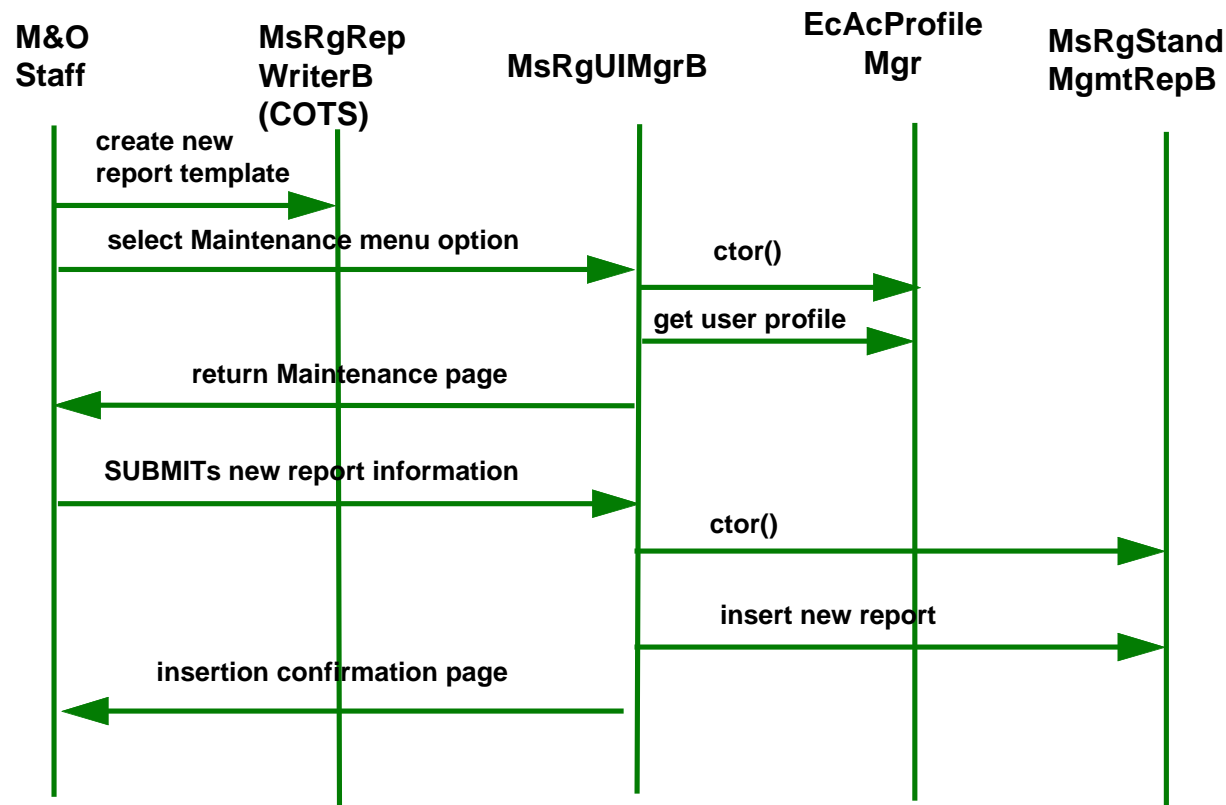 M&O
Staff
MsRgRep
WriterB
(COTS)
MsRgUIMgrB
EcAcProfile
Mgr
MsRgStand
MgmtRepB
create new
report template
select Maintenance menu option
ctor()
get user profile
return Maintenance page
SUBMITs new report information
ctor()
insert new report
insertion confirmation page